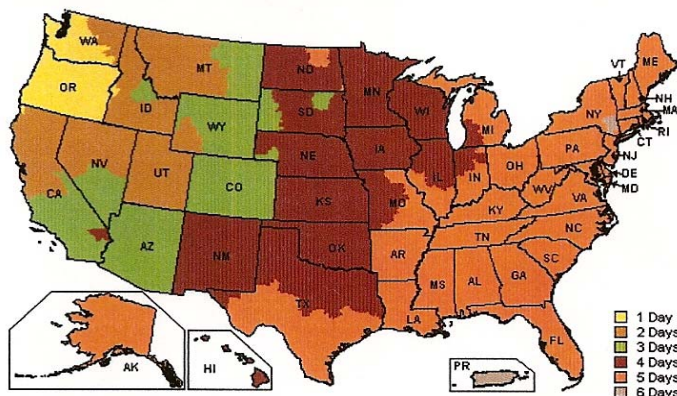 WA
OR
MT
ID
WY
NV
CA
UT
CO
AZ
NM
ND
SD
NE
KS
OK
TX
MN
WI
IA
IL
MO
AR
LA
MI
IN
OH
KY
TN
MS
AL
GA
FL
SC
NC
VA
WV
PA
NY
VT
ME
NH
MA
RI
CT
NJ
DE
MD
AK
HI
PR
1 Day
2 Days
3 Days
4 Days
5 Days
6 Days